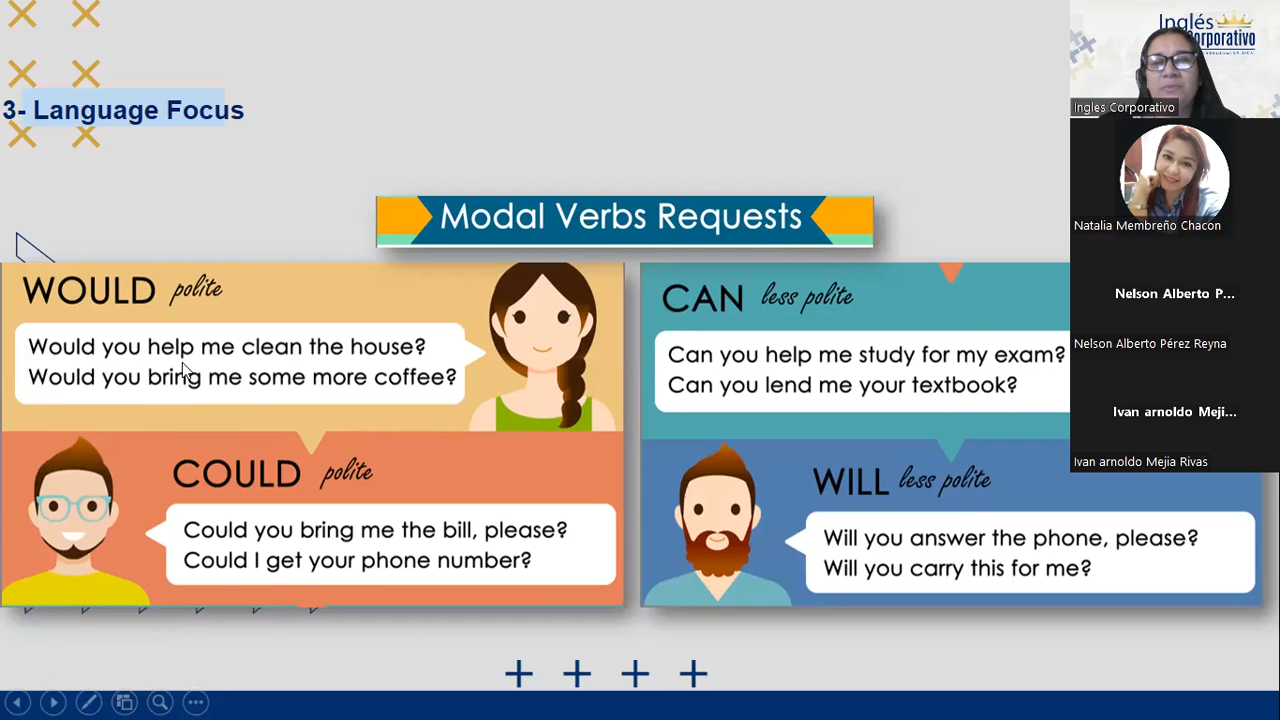 3- Language Focus
Modal Verbs Requests
WOULD polite
Would you help me clean the house?
Would you bring me some more coffee?
CAN less polite
Can you help me study for my exam?
Can you lend me your textbook?
COULD polite
Could you bring me the bill, please?
Could I get your phone number?
WILL less polite
Will you answer the phone, please?
Will you carry this for me?
Inglés
Corporativo
Ingles Corporativo
Natalia Membreño Chacon
Nelson Alberto P...
Nelson Alberto Pérez Reyna
Ivan arnoldo Meji...
Ivan arnoldo Mejia Rivas